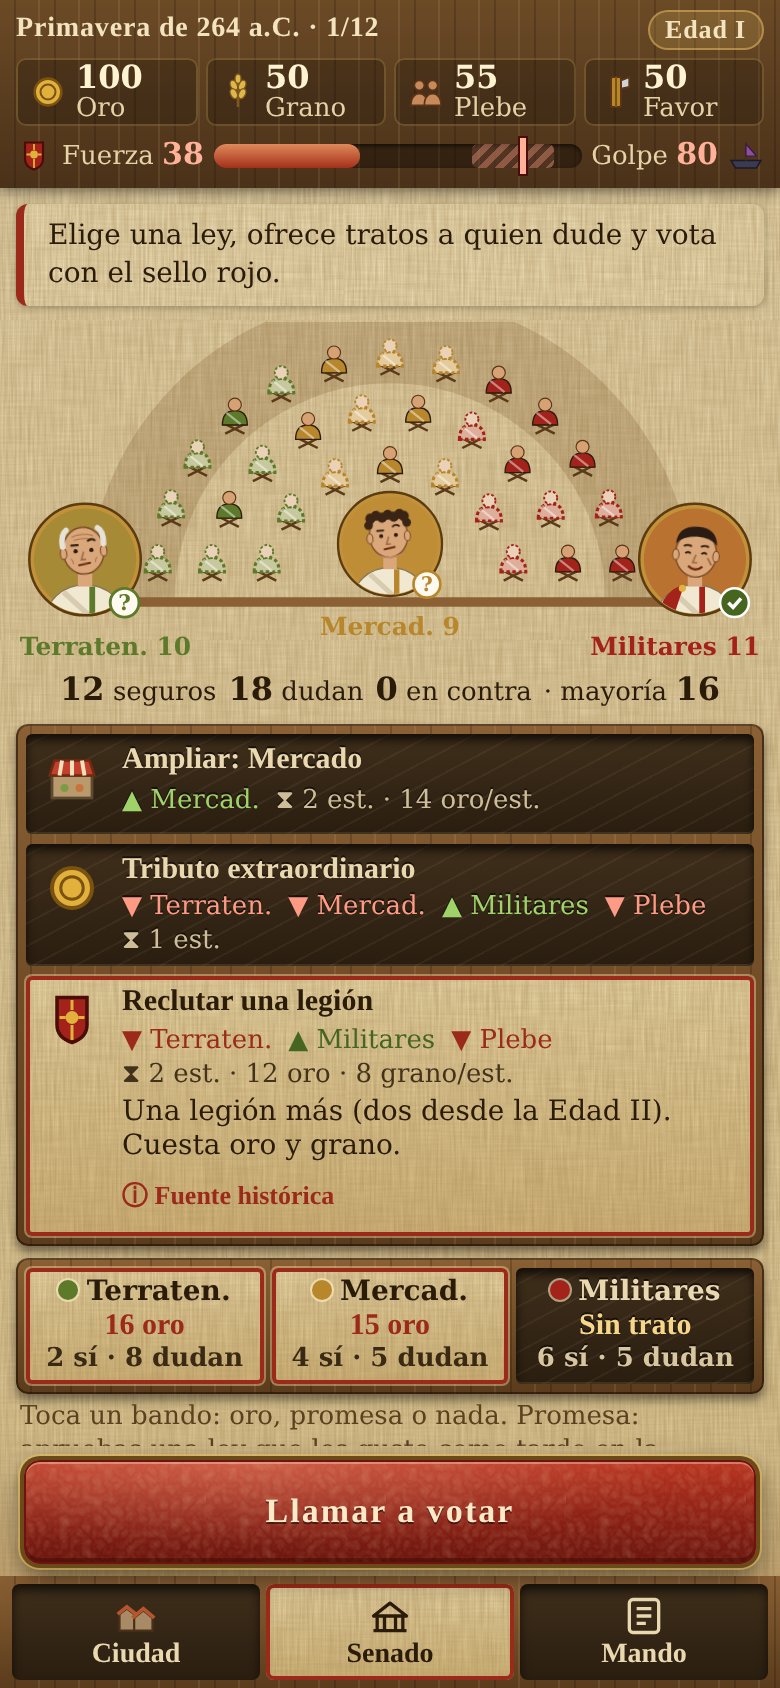 Primavera de 264 a.C. · 1/12
Edad I
100 Oro
50 Grano
55 Plebe
50 Favor
Fuerza 38
Golpe 80
Elige una ley, ofrece tratos a quien dude y vota
con el sello rojo.
?
?
Terraten. 10
Mercad. 9
Militares 11
12 seguros 18 dudan 0 en contra · mayoría 16
Ampliar: Mercado
▲ Mercad. ⧗ 2 est. · 14 oro/est.
Tributo extraordinario
▼ Terraten. ▼ Mercad. ▲ Militares ▼ Plebe
⧗ 1 est.
Reclutar una legión
▼ Terraten. ▲ Militares ▼ Plebe
⧗ 2 est. · 12 oro · 8 grano/est.
Una legión más (dos desde la Edad II).
Cuesta oro y grano.
ⓘ Fuente histórica
Terraten.
16 oro
2 sí · 8 dudan
Mercad.
15 oro
4 sí · 5 dudan
Militares
Sin trato
6 sí · 5 dudan
Toca un bando: oro, promesa o nada. Promesa:
Llamar a votar
Ciudad
Senado
Mando